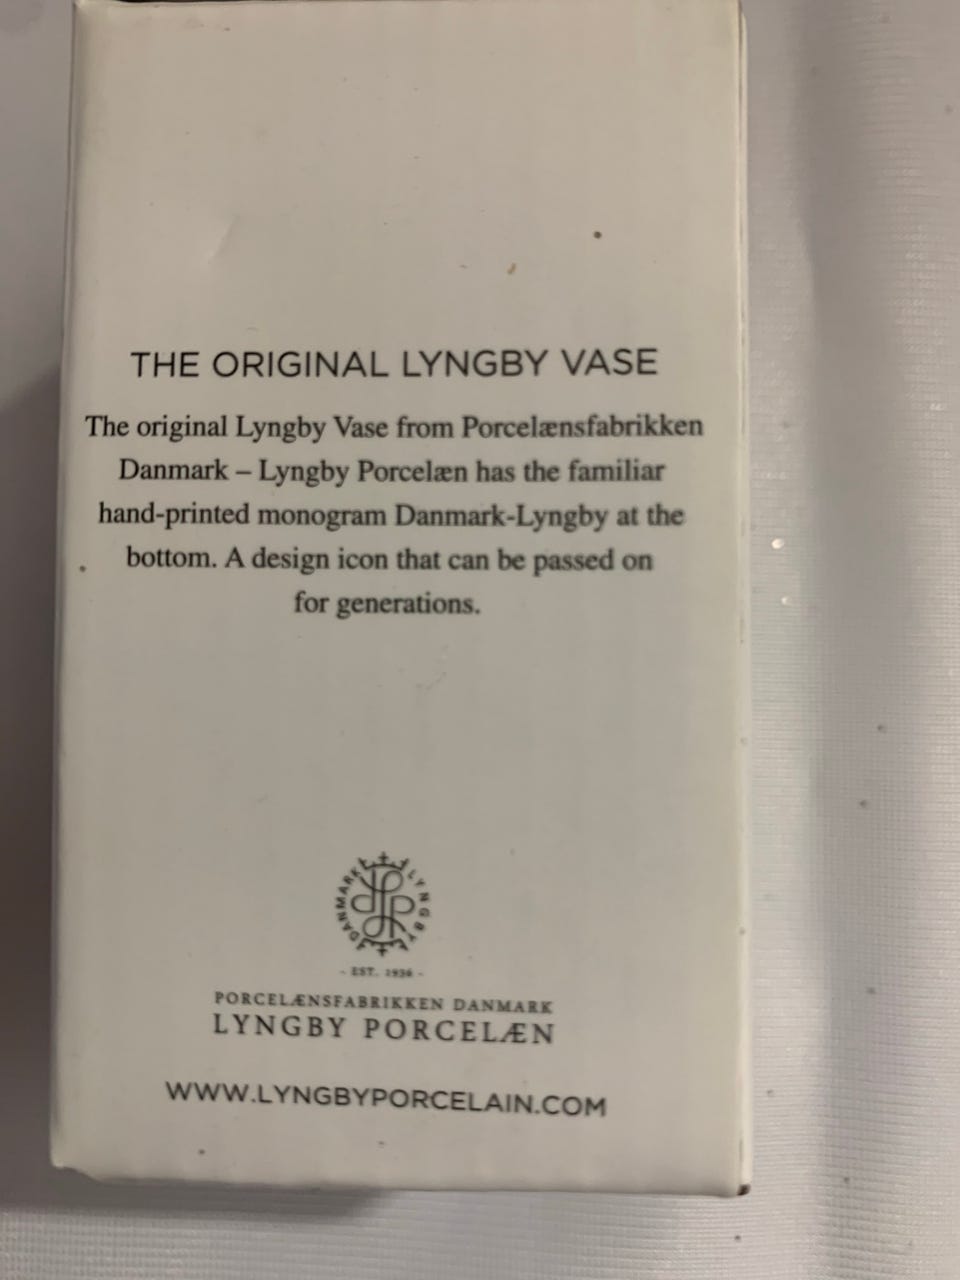 THE ORIGINAL LYNGBY VASE
The original Lyngby Vase from Porcelænsfabrikken
Danmark – Lyngby Porcelæn has the familiar
hand-printed monogram Danmark-Lyngby at the
bottom. A design icon that can be passed on
for generations.
DANMARK LYNGBY
- EST. 1936 -
PORCELÆNSFABRIKKEN DANMARK
LYNGBY PORCELÆN
WWW.LYNGBYPORCELAIN.COM